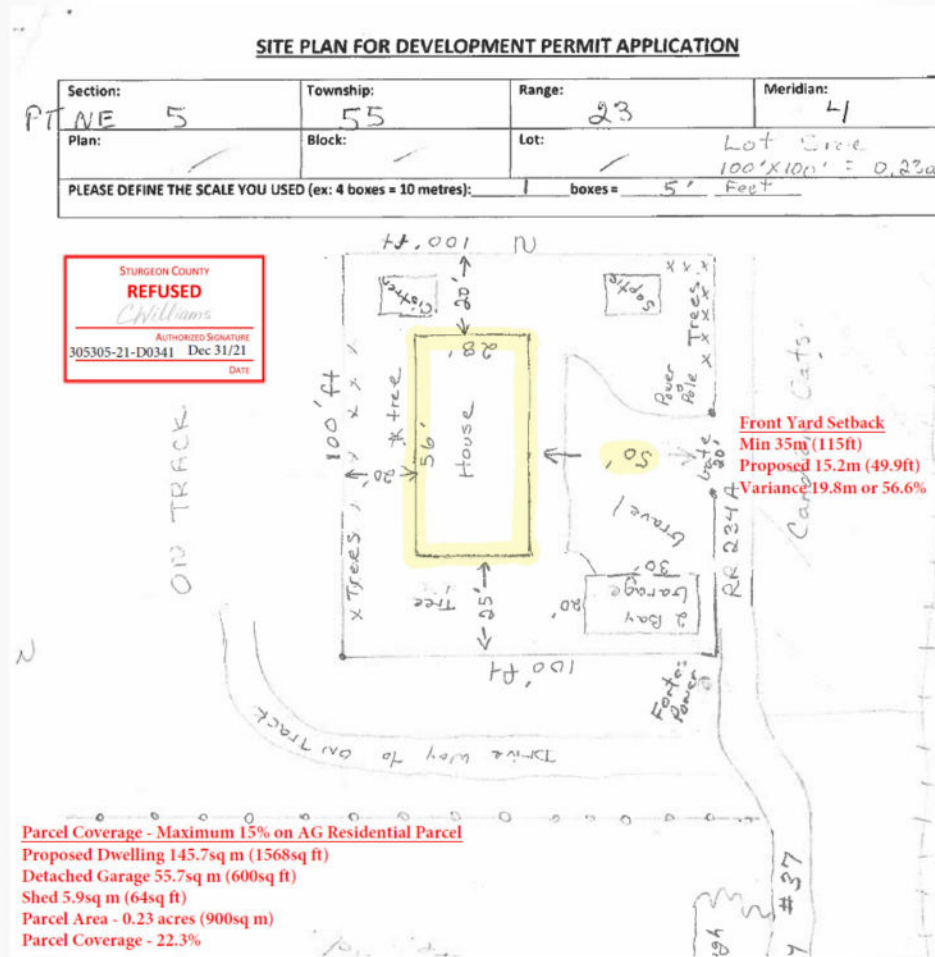 SITE PLAN FOR DEVELOPMENT PERMIT APPLICATION
Section: Township: Range: Meridian:
PT NE 5 55 23 4
Plan: Block: Lot: Lot Size
100'X100' = 0.23a
PLEASE DEFINE THE SCALE YOU USED (ex: 4 boxes = 10 metres): 1 boxes = 5' Feet
100' ft N
STURGEON COUNTY
REFUSED
CWilliams
AUTHORIZED SIGNATURE
305305-21-D0341 Dec 31/21
DATE
Cistren
20'
Septic
x x x
Trees
x x x x x x
28'
Power
Pole
100' ft
x x x x
x tree
56'
House
20'
50'
Gate
20'
Front Yard Setback
Min 35m (115ft)
Proposed 15.2m (49.9ft)
Variance 19.8m or 56.6%
ON TRACK
Gravel
RR 234A
x Trees
Tree
25'
30'
20'
2 Bay
Garage
100' ft
N
Power
Drive way to ON Track
Parcel Coverage - Maximum 15% on AG Residential Parcel
Proposed Dwelling 145.7sq m (1568sq ft)
Detached Garage 55.7sq m (600sq ft)
Shed 5.9sq m (64sq ft)
Parcel Area - 0.23 acres (900sq m)
Parcel Coverage - 22.3%
# 37